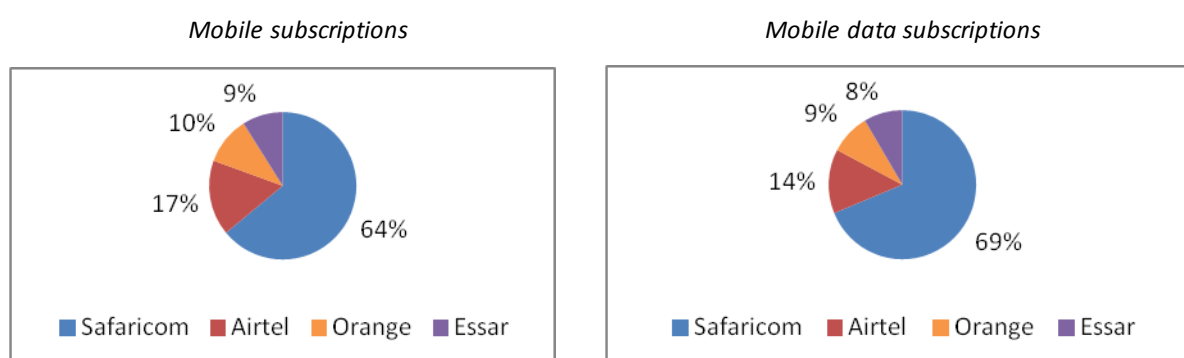 Mobile subscriptions
9%
10%
17%
64%
Safaricom Airtel Orange Essar
Mobile data subscriptions
8%
9%
14%
69%
Safaricom Airtel Orange Essar